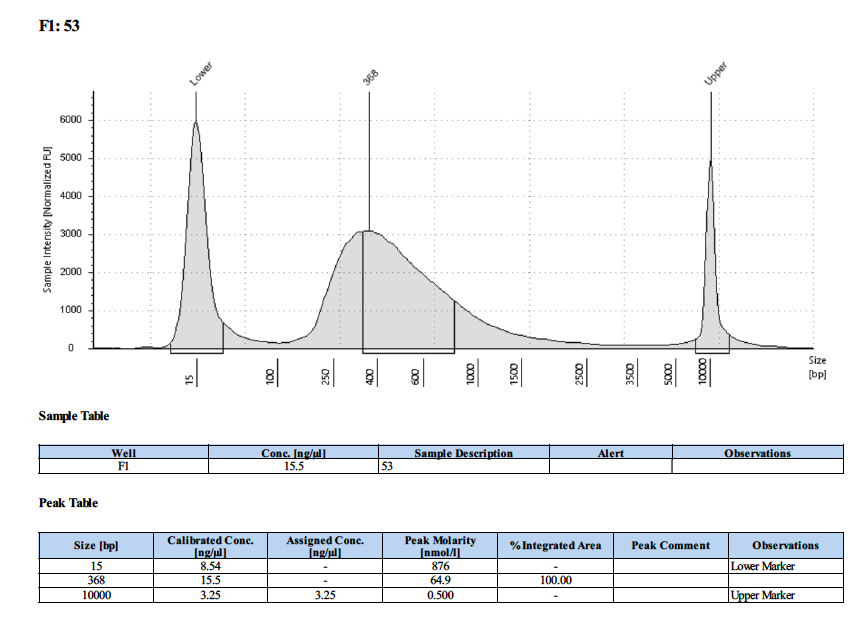 F1: 53
Lower
368
Upper
Sample Intensity [Normalized FU]
6000
5000
4000
3000
2000
1000
0
15
100
250
400
600
1000
1500
2500
3500
5000
10000
Size
[bp]
Sample Table
Well Conc. [ng/µl] Sample Description Alert Observations
F1 15.5 53
Peak Table
Size [bp] Calibrated Conc. [ng/µl] Assigned Conc. [ng/µl] Peak Molarity [nmol/l] % Integrated Area Peak Comment Observations
15 8.54 - 876 - Lower Marker
368 15.5 - 64.9 100.00
10000 3.25 3.25 0.500 - Upper Marker